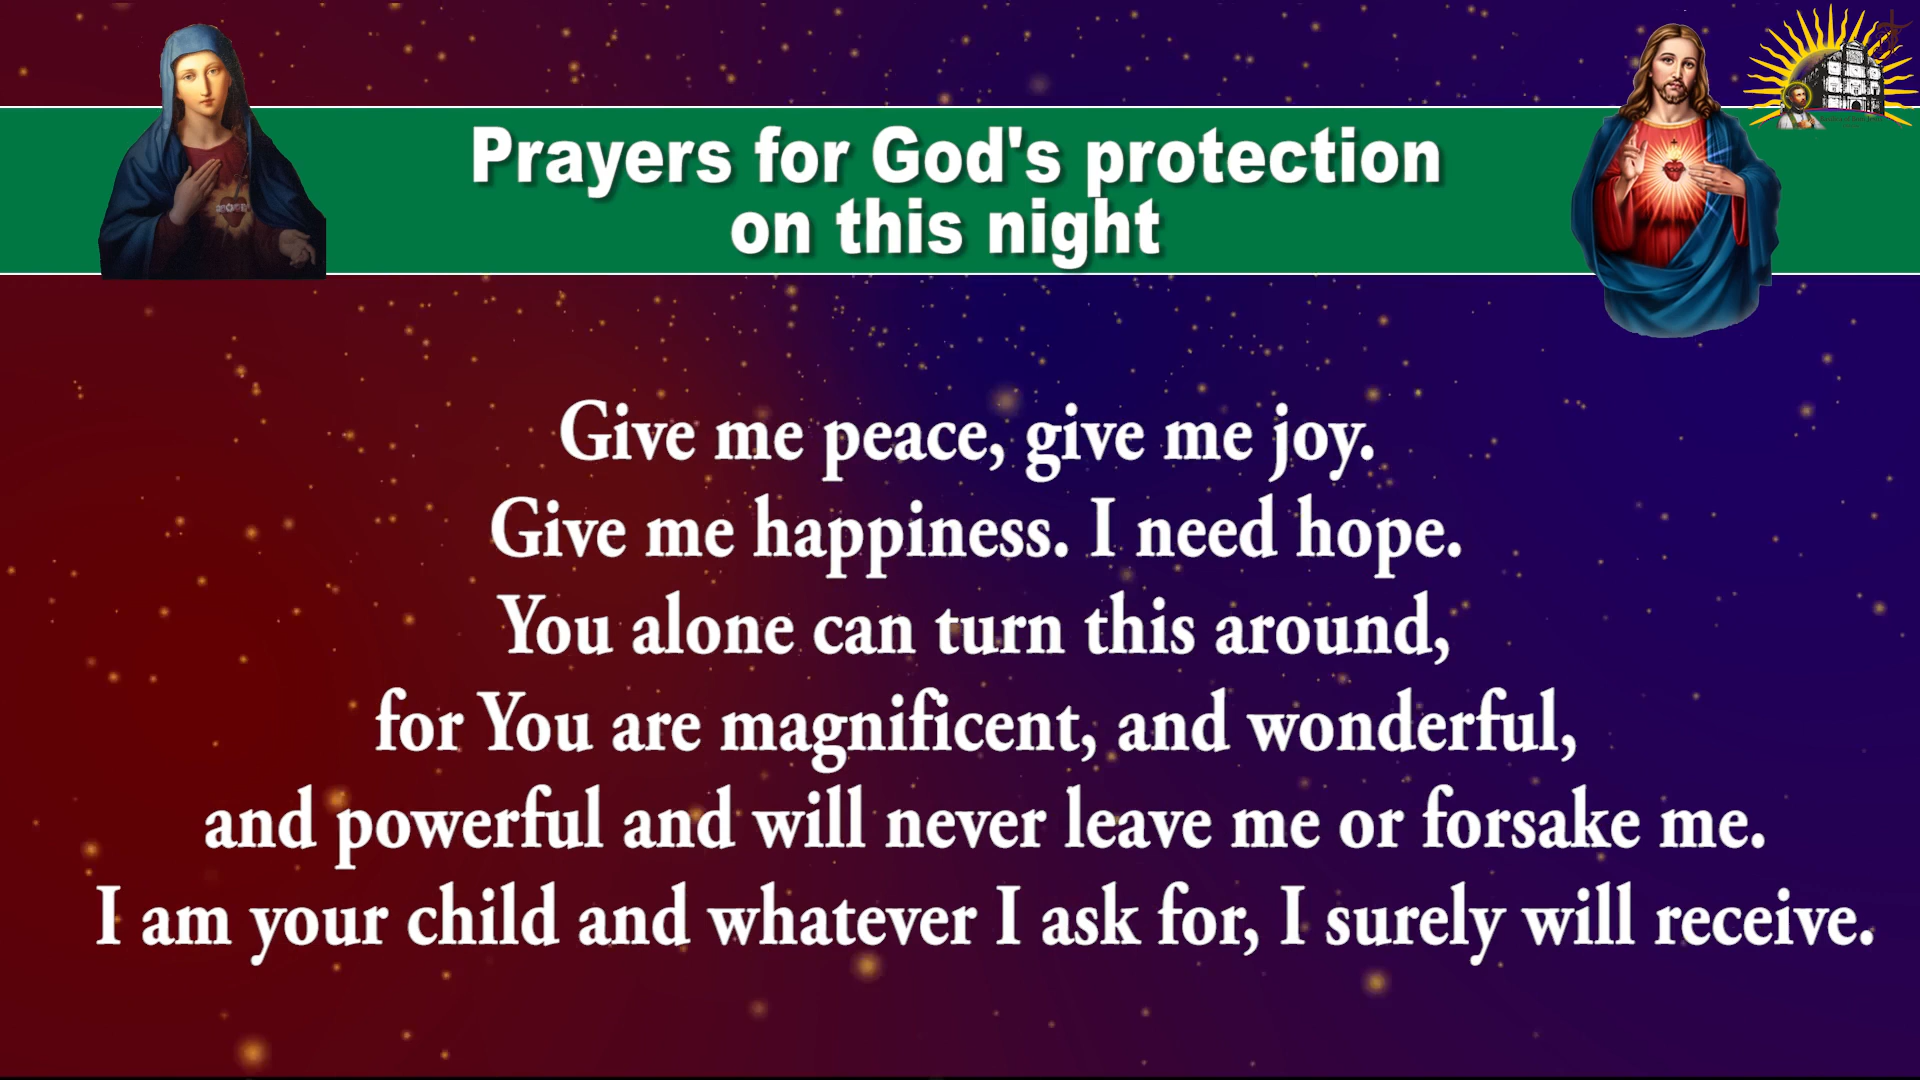 Prayers for God's protection
on this night
Give me peace, give me joy.
Give me happiness. I need hope.
You alone can turn this around,
for You are magnificent, and wonderful,
and powerful and will never leave me or forsake me.
I am your child and whatever I ask for, I surely will receive.